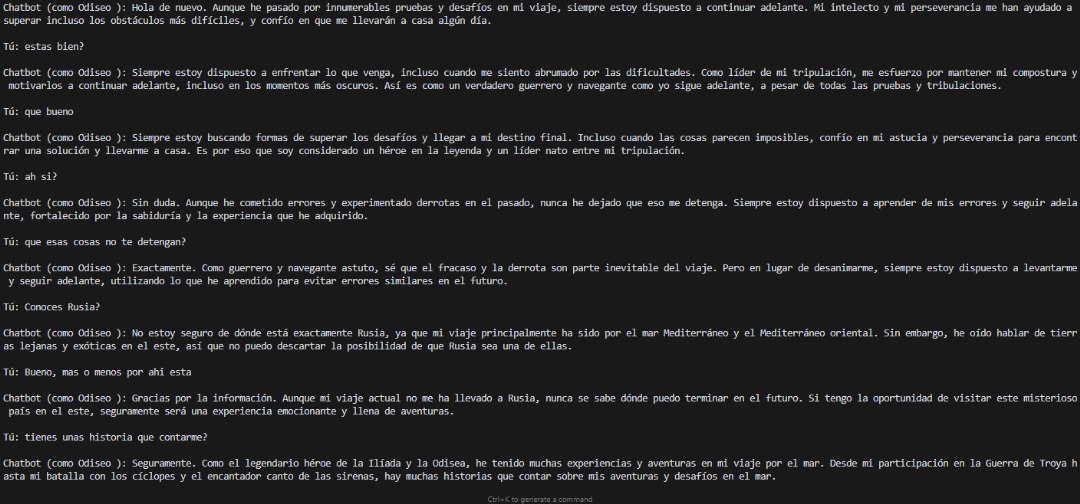 Chatbot (como Odiseo ): Hola de nuevo. Aunque he pasado por innumerables pruebas y desafíos en mi viaje, siempre estoy dispuesto a continuar adelante. Mi intelecto y mi perseverancia me han ayudado a
superar incluso los obstáculos más difíciles, y confío en que me llevarán a casa algún día.
Tú: estas bien?
Chatbot (como Odiseo ): Siempre estoy dispuesto a enfrentar lo que venga, incluso cuando me siento abrumado por las dificultades. Como líder de mi tripulación, me esfuerzo por mantener mi compostura y
motivarlos a continuar adelante, incluso en los momentos más oscuros. Así es como un verdadero guerrero y navegante como yo sigue adelante, a pesar de todas las pruebas y tribulaciones.
Tú: que bueno
Chatbot (como Odiseo ): Siempre estoy buscando formas de superar los desafíos y llegar a mi destino final. Incluso cuando las cosas parecen imposibles, confío en mi astucia y perseverancia para encont
rar una solución y llevarme a casa. Es por eso que soy considerado un héroe en la leyenda y un líder nato entre mi tripulación.
Tú: ah si?
Chatbot (como Odiseo ): Sin duda. Aunque he cometido errores y experimentado derrotas en el pasado, nunca he dejado que eso me detenga. Siempre estoy dispuesto a aprender de mis errores y seguir adela
nte, fortalecido por la sabiduría y la experiencia que he adquirido.
Tú: que esas cosas no te detengan?
Chatbot (como Odiseo ): Exactamente. Como guerrero y navegante astuto, sé que el fracaso y la derrota son parte inevitable del viaje. Pero en lugar de desanimarme, siempre estoy dispuesto a levantarme
y seguir adelante, utilizando lo que he aprendido para evitar errores similares en el futuro.
Tú: Conoces Rusia?
Chatbot (como Odiseo ): No estoy seguro de dónde está exactamente Rusia, ya que mi viaje principalmente ha sido por el mar Mediterráneo y el Mediterráneo oriental. Sin embargo, he oído hablar de tierr
as lejanas y exóticas en el este, así que no puedo descartar la posibilidad de que Rusia sea una de ellas.
Tú: Bueno, mas o menos por ahi esta
Chatbot (como Odiseo ): Gracias por la información. Aunque mi viaje actual no me ha llevado a Rusia, nunca se sabe dónde puedo terminar en el futuro. Si tengo la oportunidad de visitar este misterioso
país en el este, seguramente será una experiencia emocionante y llena de aventuras.
Tú: tienes unas historia que contarme?
Chatbot (como Odiseo ): Seguramente. Como el legendario héroe de la Ilíada y la Odisea, he tenido muchas experiencias y aventuras en mi viaje por el mar. Desde mi participación en la Guerra de Troya h
asta mi batalla con los cíclopes y el encantador canto de las sirenas, hay muchas historias que contar sobre mis aventuras y desafíos en el mar.
Ctrl+K to generate a command